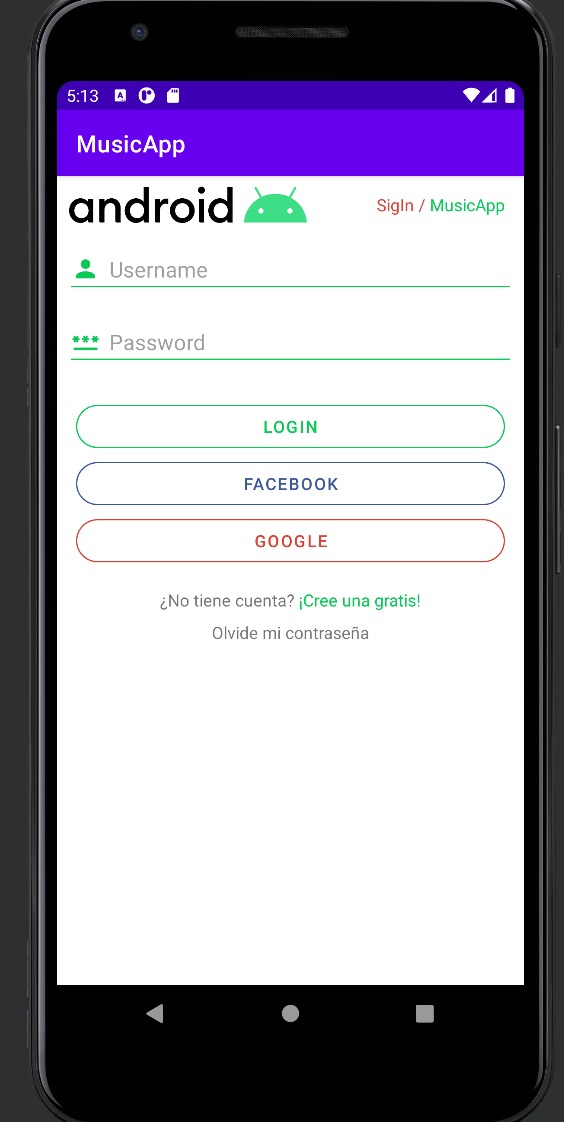 5:13
MusicApp
android
SigIn / MusicApp
Username
*** Password
LOGIN
FACEBOOK
GOOGLE
¿No tiene cuenta? ¡Cree una gratis!
Olvide mi contraseña